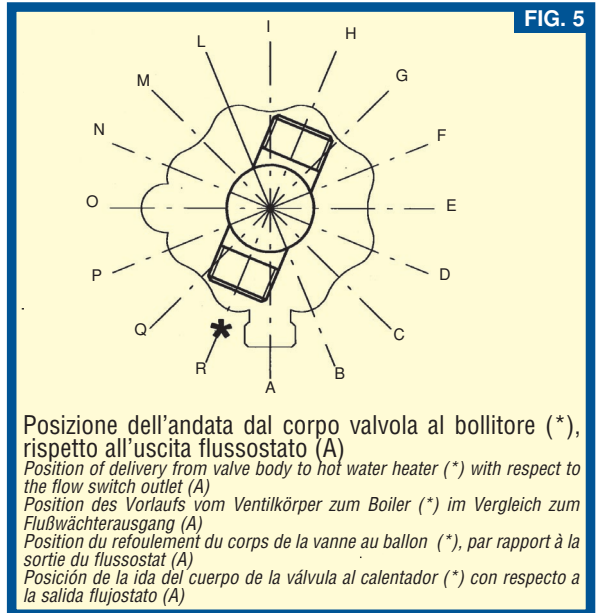 FIG. 5
I
H
L
G
M
F
N
O
E
P
D
Q
C
*
R
B
A
Posizione dell'andata dal corpo valvola al bollitore (*),
rispetto all'uscita flussostato (A)
Position of delivery from valve body to hot water heater (*) with respect to
the flow switch outlet (A)
Position des Vorlaufs vom Ventilkörper zum Boiler (*) im Vergleich zum
Flußwächterausgang (A)
Position du refoulement du corps de la vanne au ballon (*), par rapport à la
sortie du flussostat (A)
Posición de la ida del cuerpo de la válvula al calentador (*) con respecto a
la salida flujostato (A)